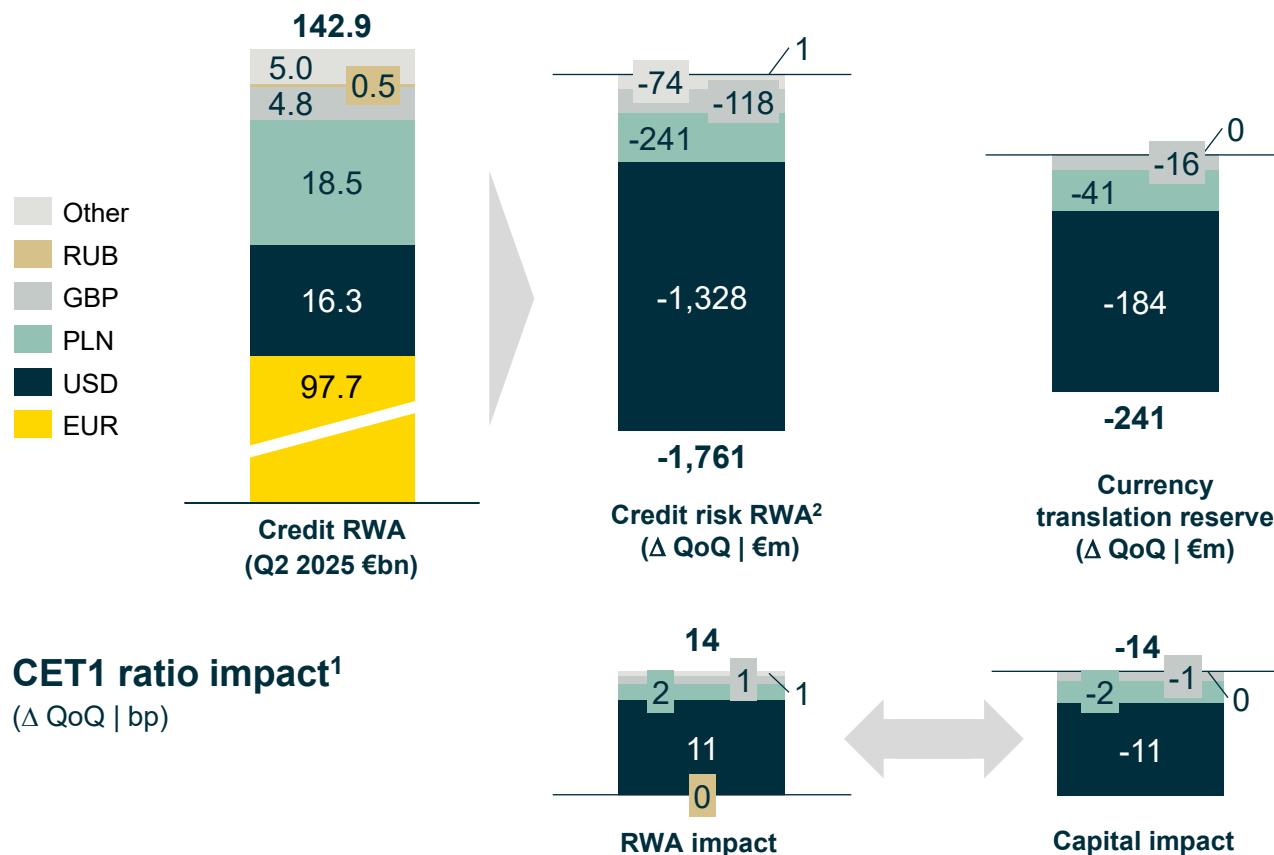 142.9
5.0
0.5
4.8
18.5
16.3
97.7
Other
RUB
GBP
PLN
USD
EUR
Credit RWA
(Q2 2025 €bn)
1
-74
-118
-241
-1,328
-1,761
Credit risk RWA²
(Δ QoQ | €m)
0
-16
-41
-184
-241
Currency
translation reserve
(Δ QoQ | €m)
CET1 ratio impact¹
(Δ QoQ | bp)
14
2
1
1
11
0
RWA impact
-14
-1
-2
0
-11
Capital impact